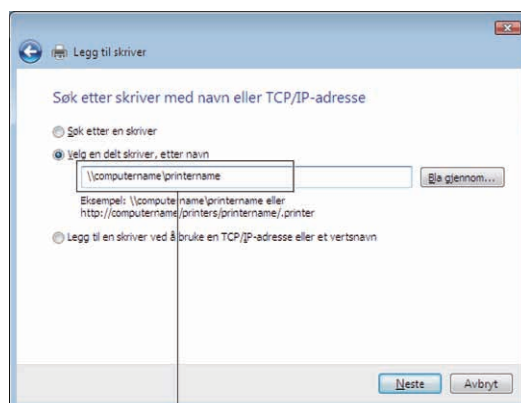 Legg til skriver
Søk etter skriver med navn eller TCP/IP-adresse
Søk etter en skriver
Velg en delt skriver, etter navn
\\computername\printername
Bla gjennom...
Eksempel: \\computername\printername eller
http://computername/printers/printername/.printer
Legg til en skriver ved å bruke en TCP/IP-adresse eller et vertsnavn
Neste
Avbryt